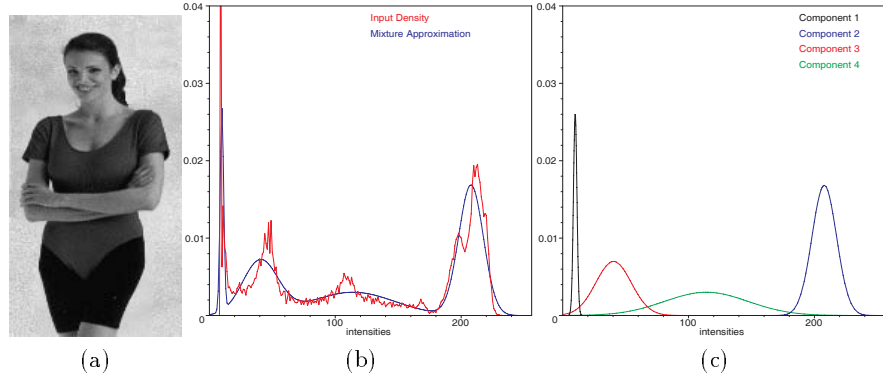 0.04
0.03
0.02
0.01
0
100
200
intensities
Input Density
Mixture Approximation
0.04
0.03
0.02
0.01
0
100
200
intensities
Component 1
Component 2
Component 3
Component 4
(a)
(b)
(c)